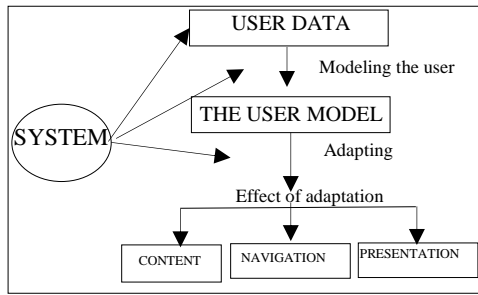 USER DATA
Modeling the user
THE USER MODEL
SYSTEM
Adapting
Effect of adaptation
CONTENT
NAVIGATION
PRESENTATION